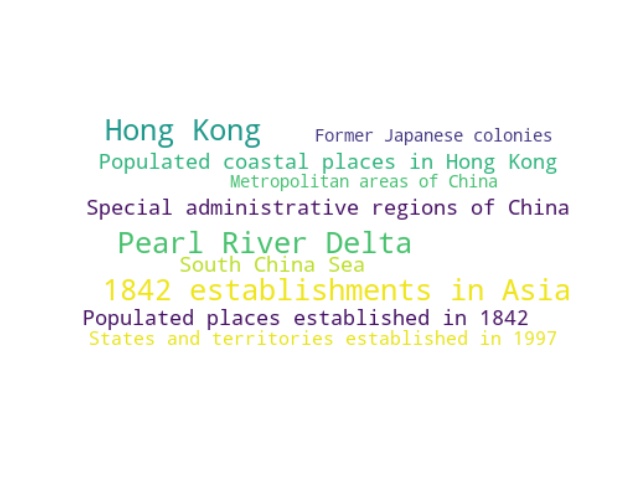 Hong Kong
Former Japanese colonies
Populated coastal places in Hong Kong
Metropolitan areas of China
Special administrative regions of China
Pearl River Delta
South China Sea
1842 establishments in Asia
Populated places established in 1842
States and territories established in 1997